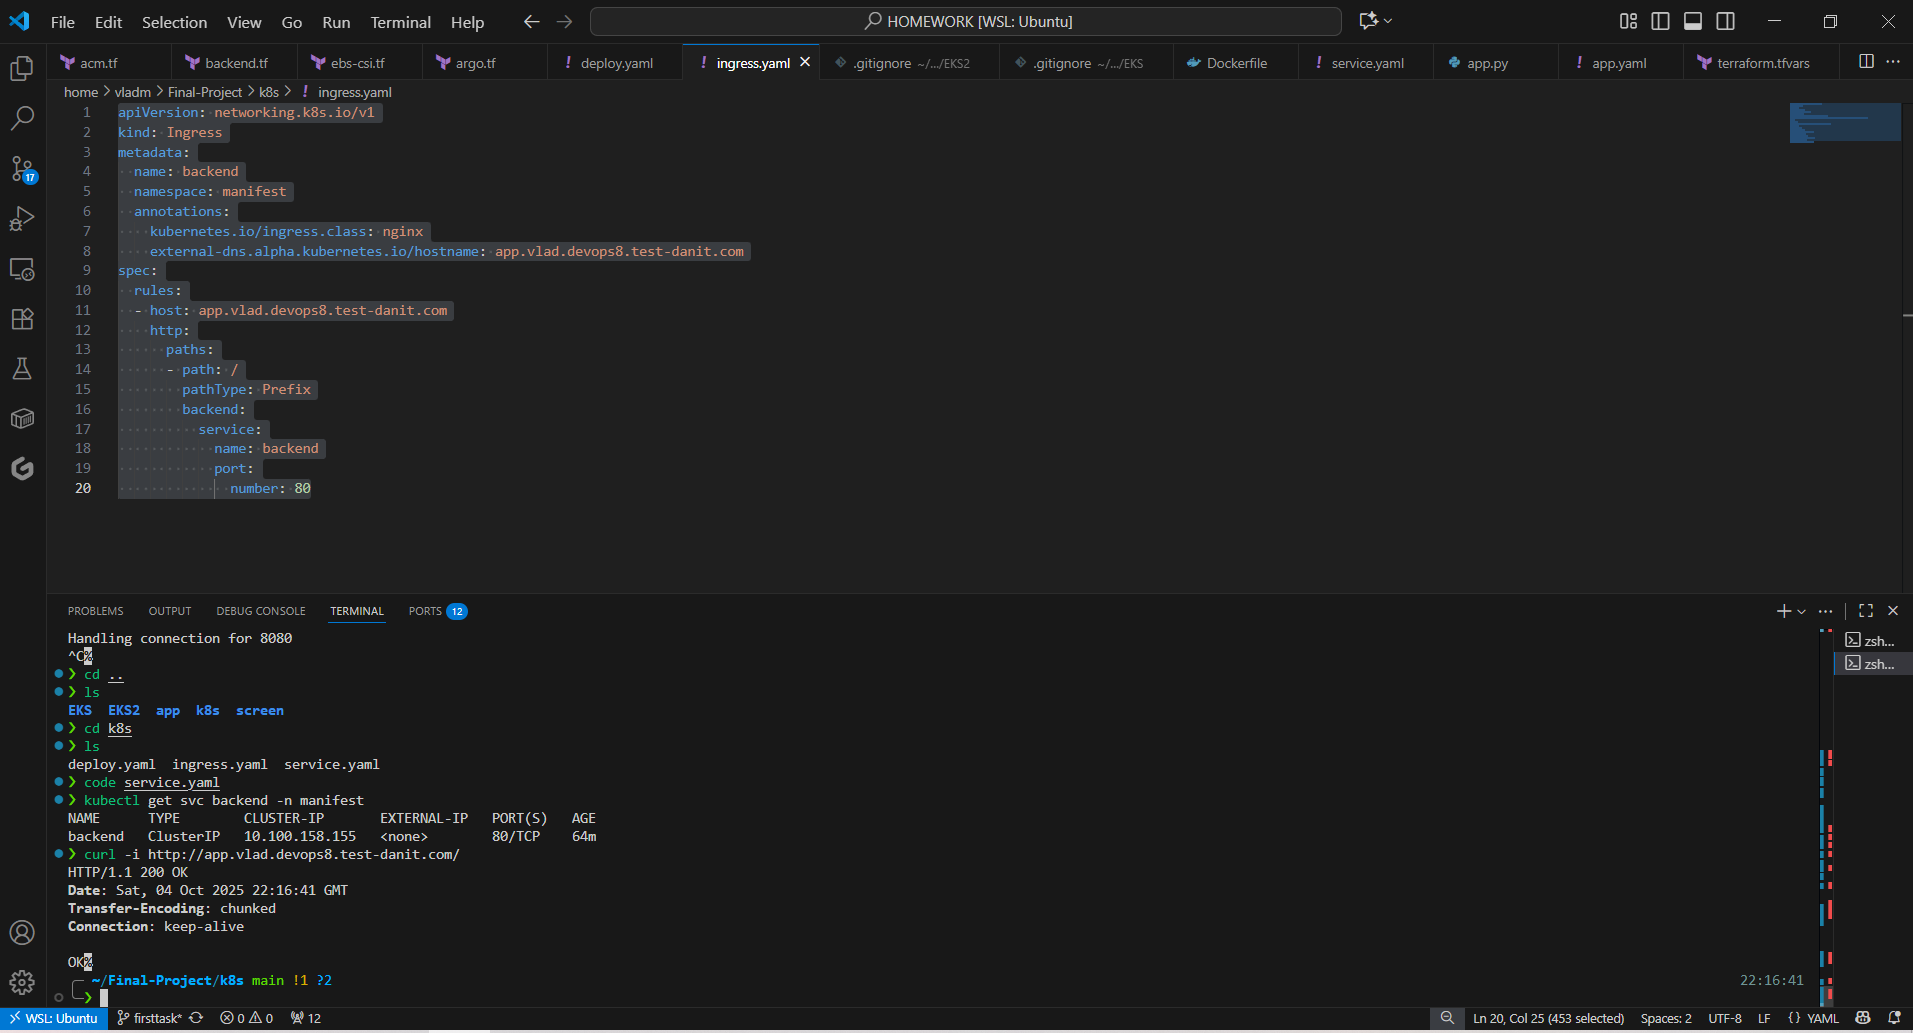 File Edit Selection View Go Run Terminal Help
HOMEWORK [WSL: Ubuntu]
acm.tf backend.tf ebs-csi.tf argo.tf ! deploy.yaml ! ingress.yaml .gitignore ~/.../EKS2 .gitignore ~/.../EKS Dockerfile ! service.yaml app.py ! app.yaml terraform.tfvars
home > vladm > Final-Project > k8s > ! ingress.yaml
1 apiVersion: networking.k8s.io/v1
2 kind: Ingress
3 metadata:
4 name: backend
5 namespace: manifest
6 annotations:
7 kubernetes.io/ingress.class: nginx
8 external-dns.alpha.kubernetes.io/hostname: app.vlad.devops8.test-danit.com
9 spec:
10 rules:
11 - host: app.vlad.devops8.test-danit.com
12 http:
13 paths:
14 - path: /
15 pathType: Prefix
16 backend:
17 service:
18 name: backend
19 port:
20 number: 80
17
PROBLEMS OUTPUT DEBUG CONSOLE TERMINAL PORTS 12
Handling connection for 8080
^C%
❯ cd ..
❯ ls
EKS EKS2 app k8s screen
❯ cd k8s
❯ ls
deploy.yaml ingress.yaml service.yaml
❯ code service.yaml
❯ kubectl get svc backend -n manifest
NAME TYPE CLUSTER-IP EXTERNAL-IP PORT(S) AGE
backend ClusterIP 10.100.158.155 <none> 80/TCP 64m
❯ curl -i http://app.vlad.devops8.test-danit.com/
HTTP/1.1 200 OK
Date: Sat, 04 Oct 2025 22:16:41 GMT
Transfer-Encoding: chunked
Connection: keep-alive
OK%
~/Final-Project/k8s main !1 ?2 22:16:41
❯
zsh...
zsh...
WSL: Ubuntu firsttask* 0 0 12 Ln 20, Col 25 (453 selected) Spaces: 2 UTF-8 LF {} YAML